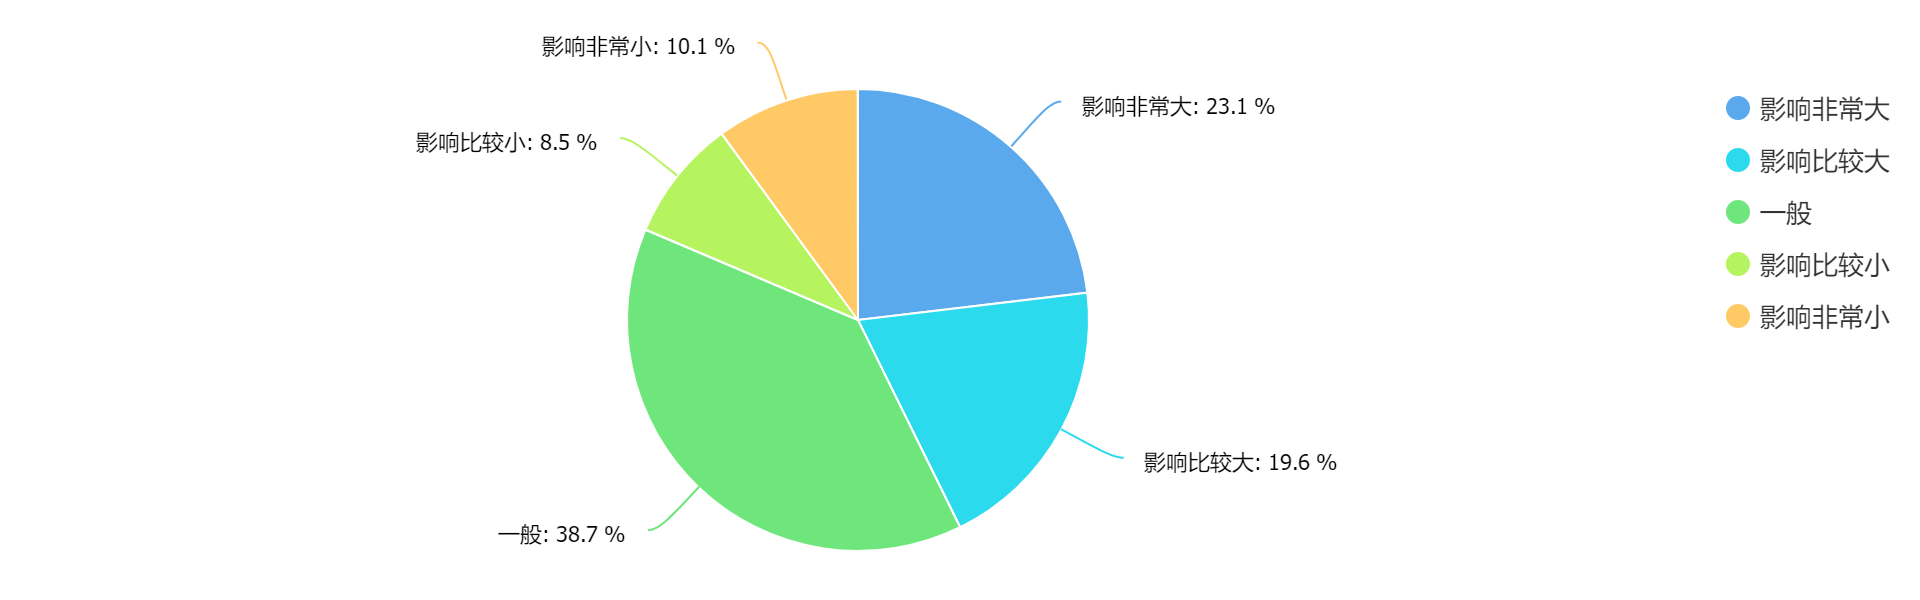 影响非常小: 10.1 %
影响非常大: 23.1 %
影响比较小: 8.5 %
影响比较大: 19.6 %
一般: 38.7 %
影响非常大
影响比较大
一般
影响比较小
影响非常小